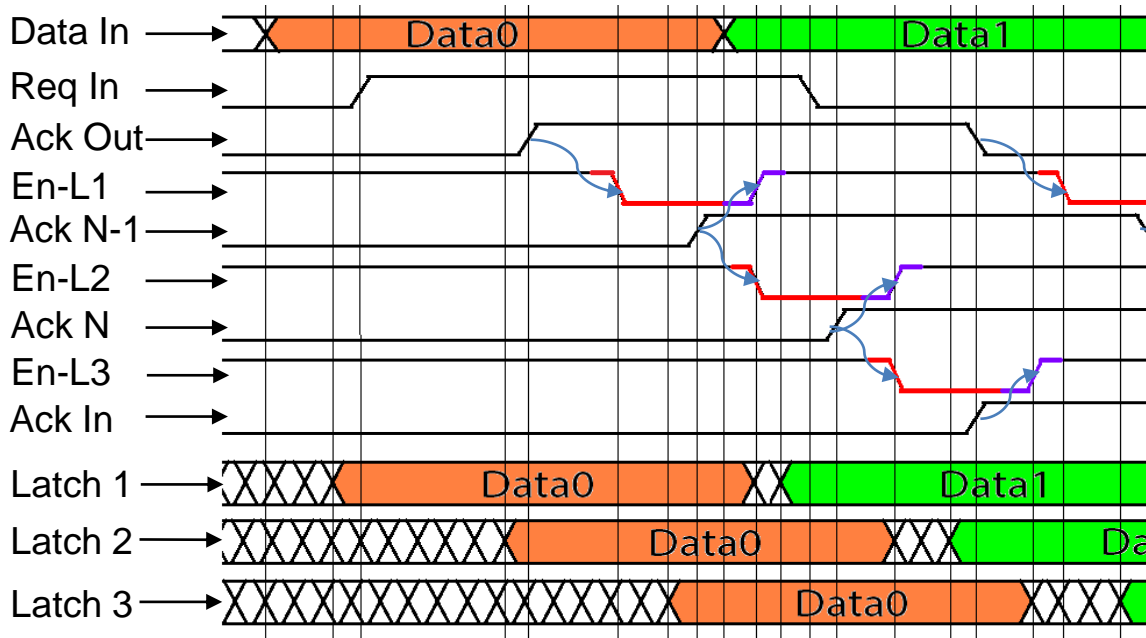 Data In Data0 Data1
Req In
Ack Out
En-L1
Ack N-1
En-L2
Ack N
En-L3
Ack In
Latch 1 Data0 Data1
Latch 2 Data0 Da
Latch 3 Data0